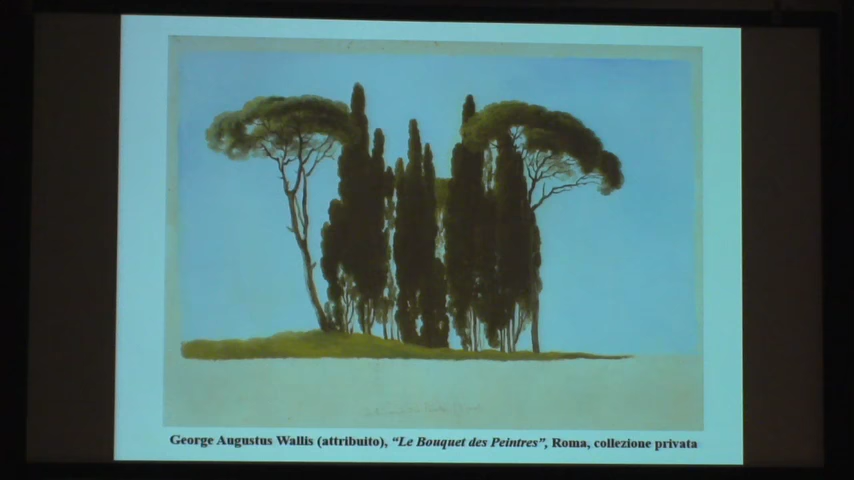 George Augustus Wallis (attribuito), “Le Bouquet des Peintres”, Roma, collezione privata